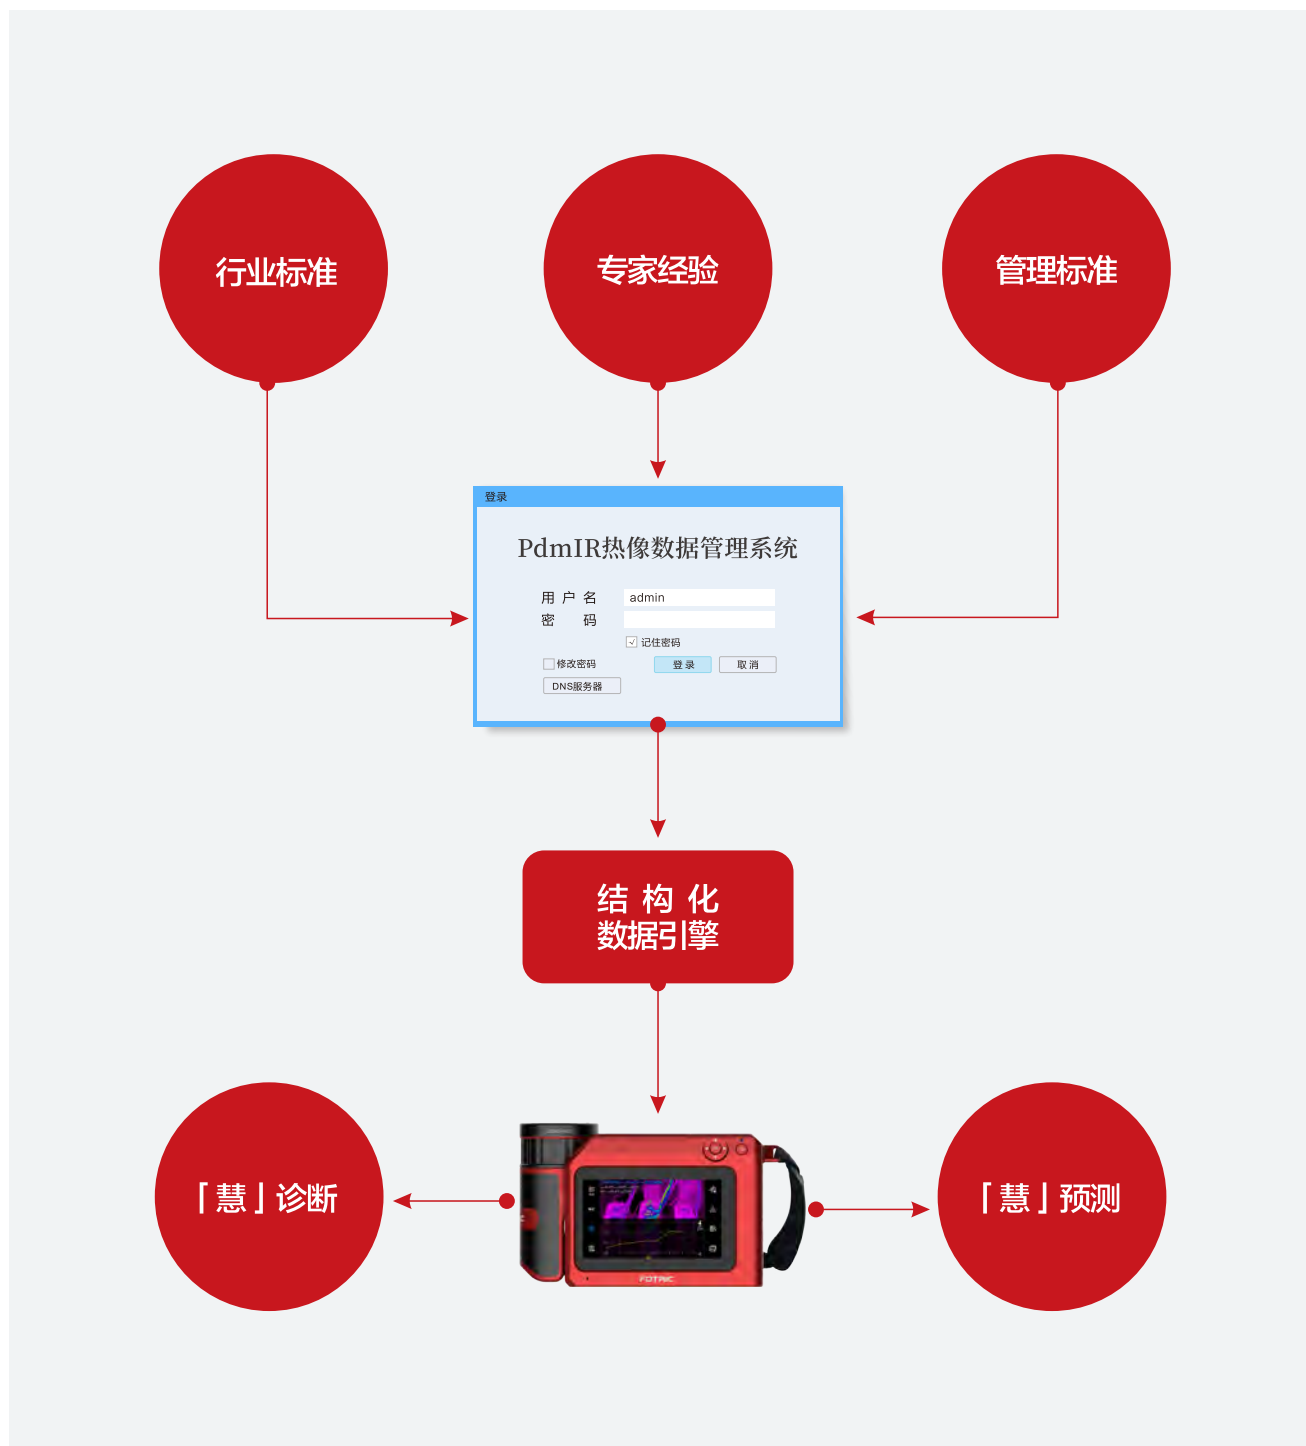 行业标准
专家经验
管理标准
登录
PdmIR热像数据管理系统
用户名
admin
密码
记住密码
修改密码
登录
取消
DNS服务器
结构化
数据引擎
「慧」诊断
「慧」预测
FOTRIC